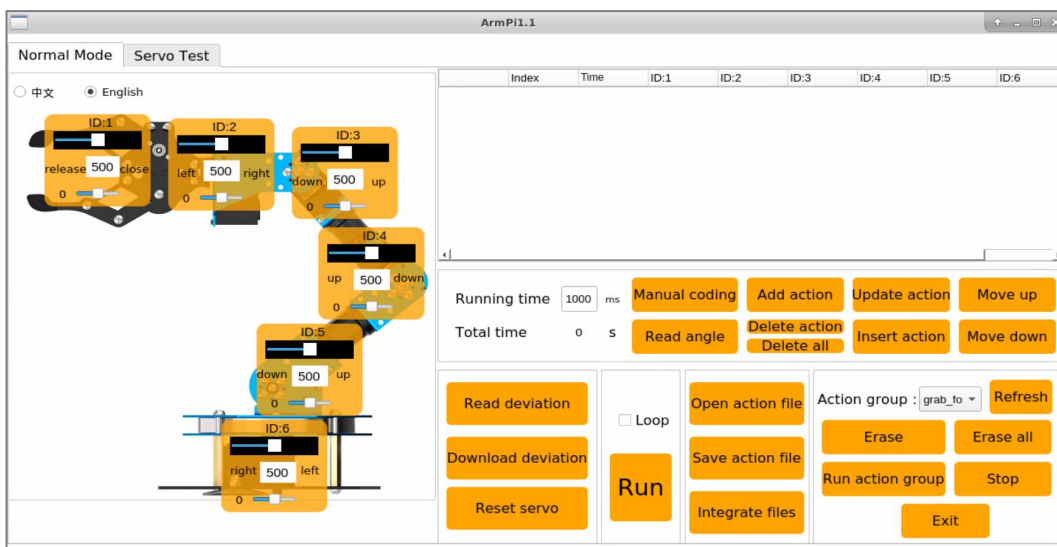 ArmPi1.1
Normal Mode Servo Test
中文 English
ID:1
release 500 close
0
ID:2
left 500 right
0
ID:3
down 500 up
0
ID:4
up 500 down
0
ID:5
down 500 up
0
ID:6
right 500 left
0
Index Time ID:1 ID:2 ID:3 ID:4 ID:5 ID:6
Running time 1000 ms Manual coding Add action Update action Move up
Total time 0 S Read angle Delete action Insert action Move down
Delete all
Read deviation
Download deviation
Reset servo
Loop
Run
Open action file
Save action file
Integrate files
Action group : grab_fo Refresh
Erase Erase all
Run action group Stop
Exit